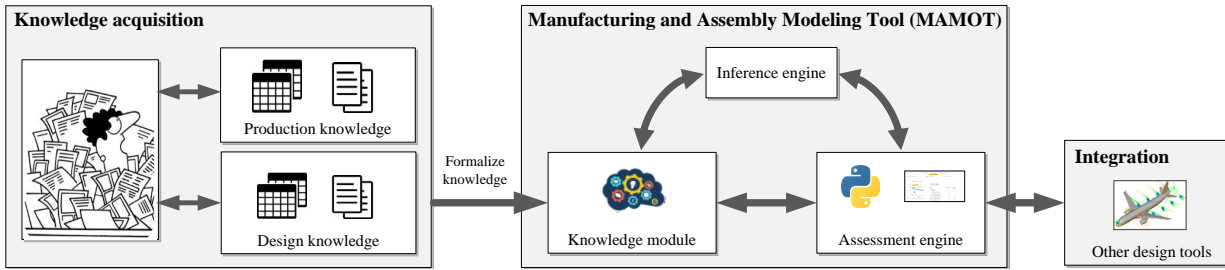 Knowledge acquisition
Production knowledge
Design knowledge
Formalize
knowledge
Manufacturing and Assembly Modeling Tool (MAMOT)
Inference engine
Knowledge module
Assessment engine
Integration
Other design tools